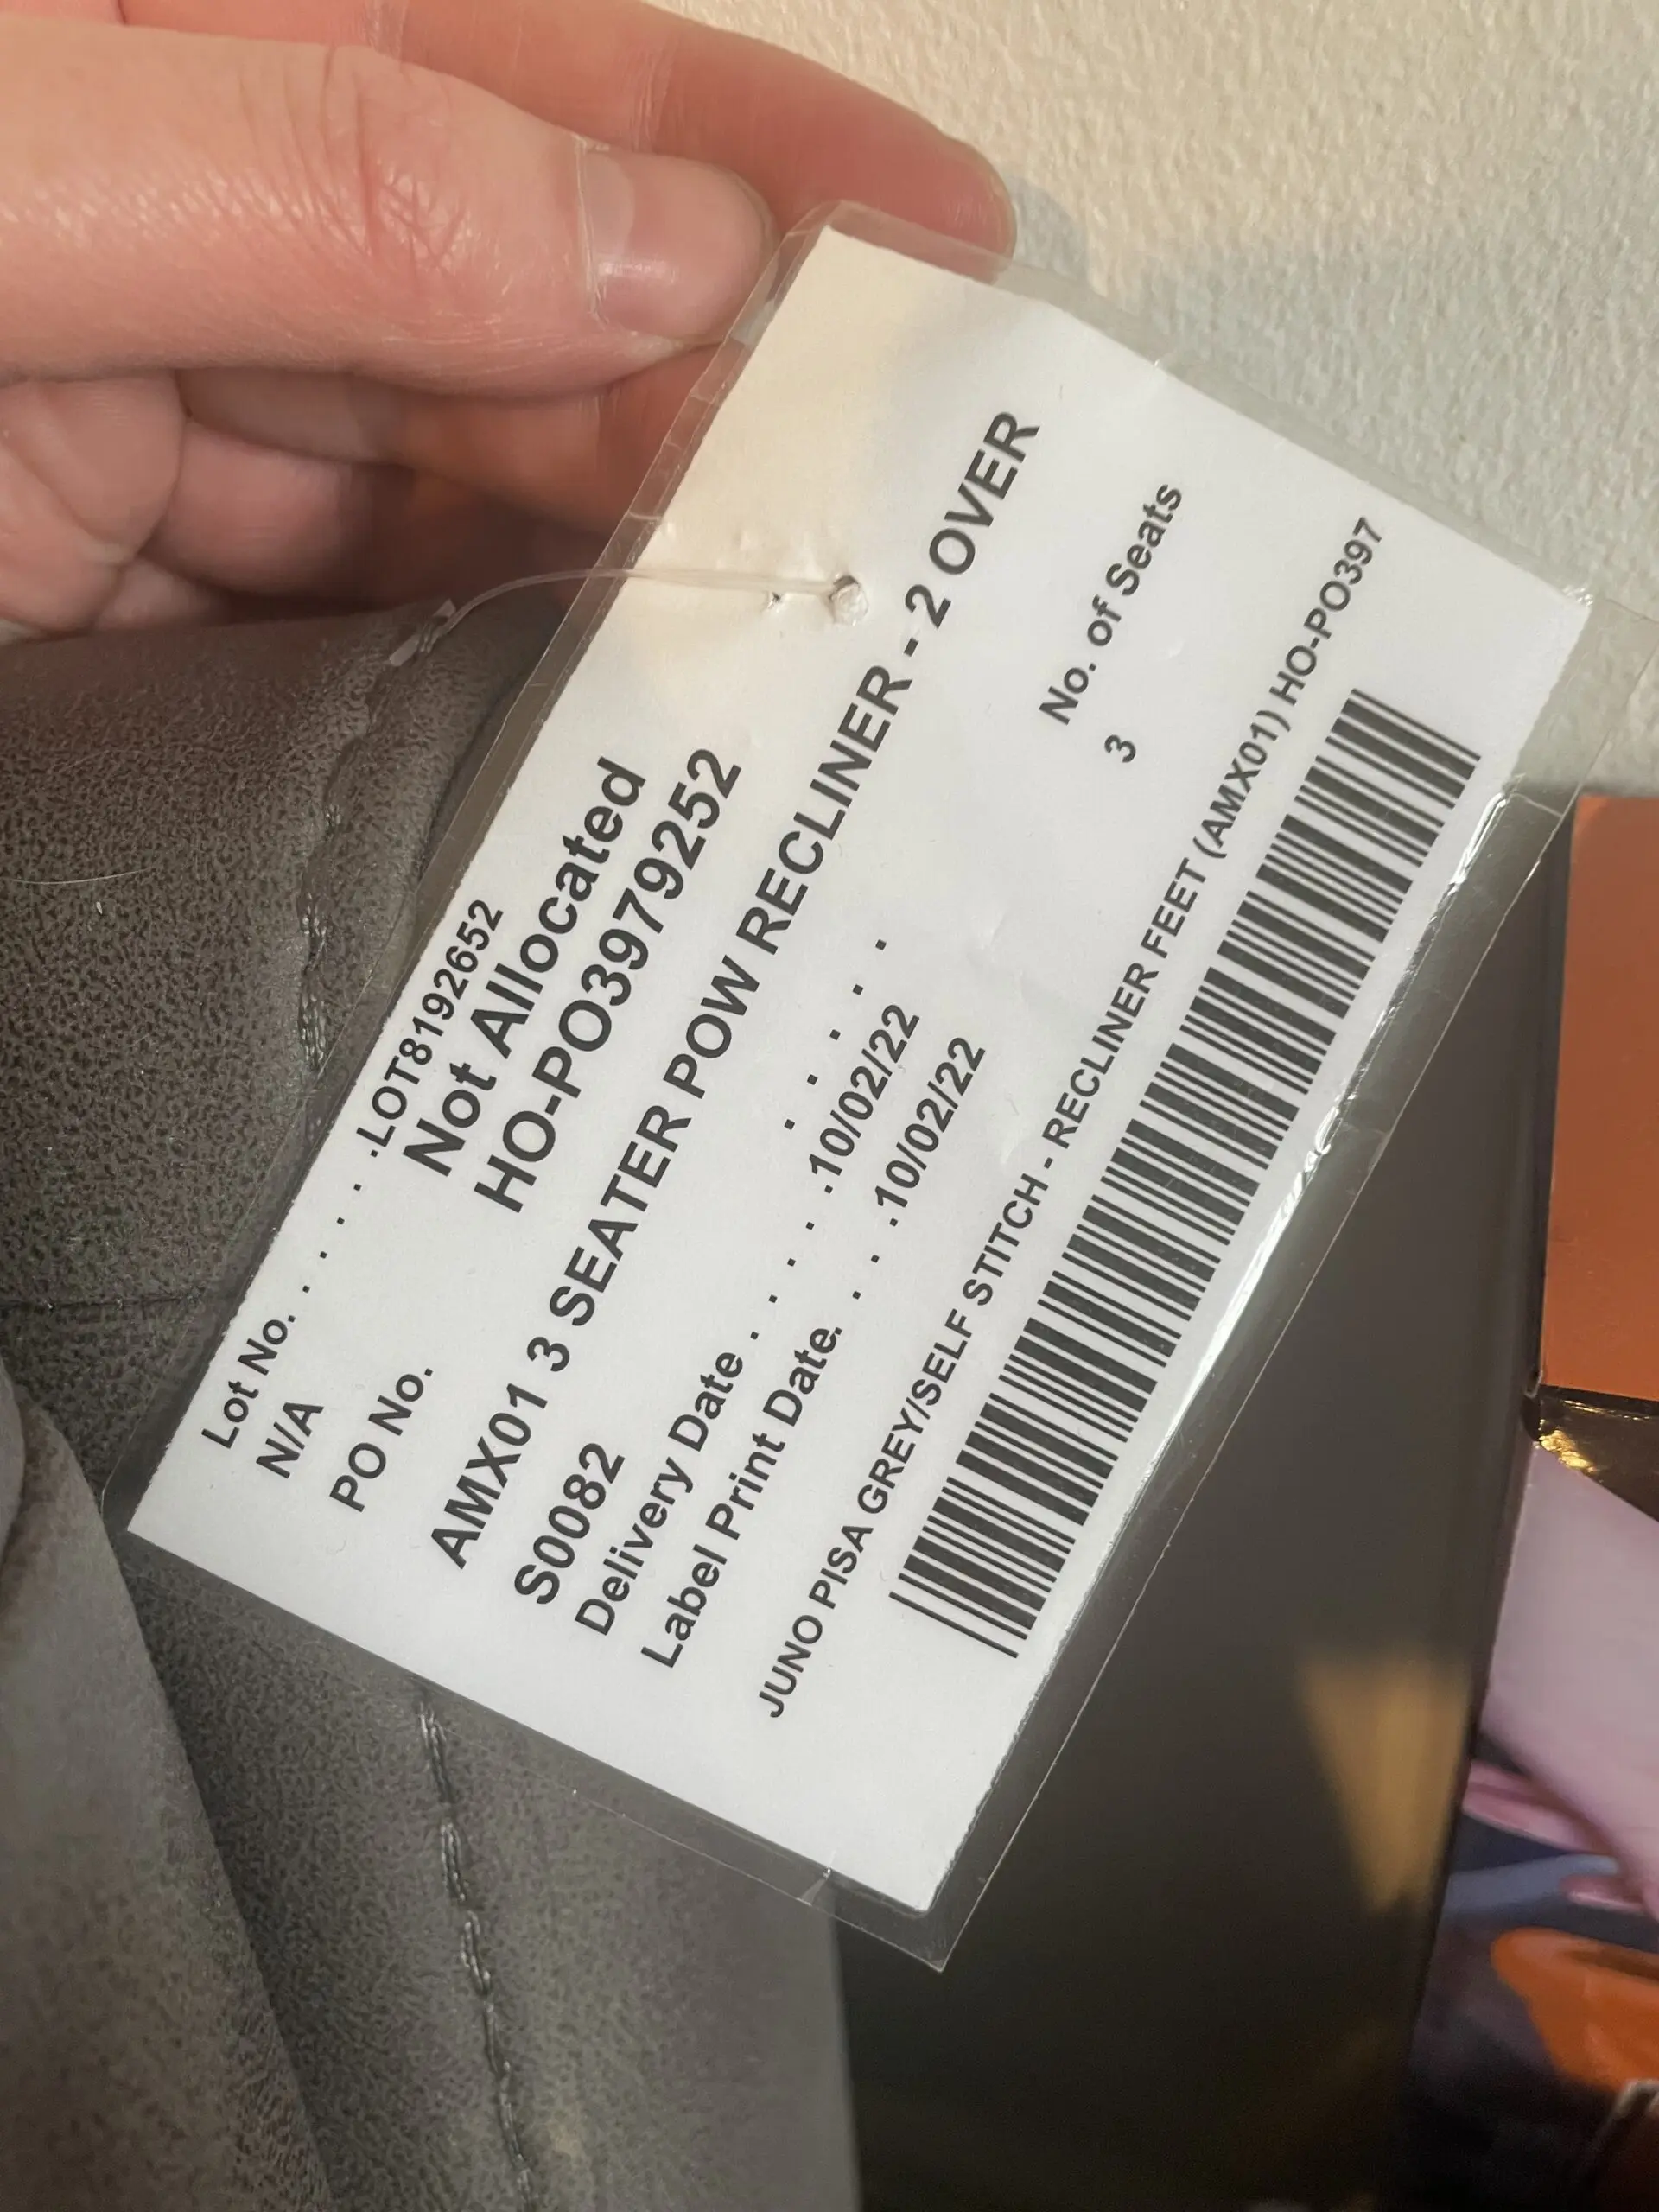 Lot No. . . . . .LOT8192652
N/A Not Allocated
PO No. HO-PO3979252
AMX01 3 SEATER POW RECLINER - 2 OVER
S0082
Delivery Date . . . . .10/02/22 No. of Seats
Label Print Date. . . .10/02/22 3
JUNO PISA GREY/SELF STITCH - RECLINER FEET (AMX01) HO-PO397